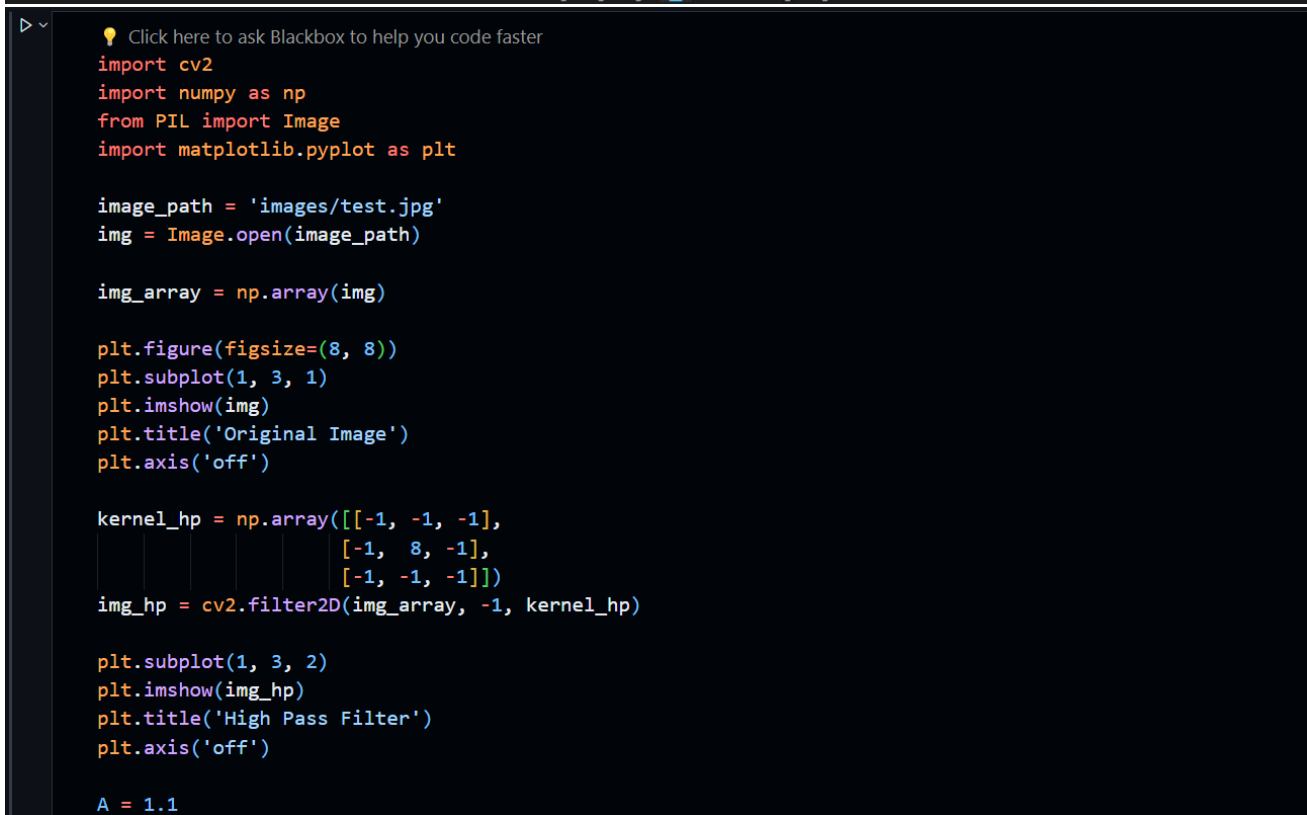 Click here to ask Blackbox to help you code faster
import cv2
import numpy as np
from PIL import Image
import matplotlib.pyplot as plt
image_path = 'images/test.jpg'
img = Image.open(image_path)
img_array = np.array(img)
plt.figure(figsize=(8, 8))
plt.subplot(1, 3, 1)
plt.imshow(img)
plt.title('Original Image')
plt.axis('off')
kernel_hp = np.array([[-1, -1, -1],
[-1,  8, -1],
[-1, -1, -1]])
img_hp = cv2.filter2D(img_array, -1, kernel_hp)
plt.subplot(1, 3, 2)
plt.imshow(img_hp)
plt.title('High Pass Filter')
plt.axis('off')
A = 1.1